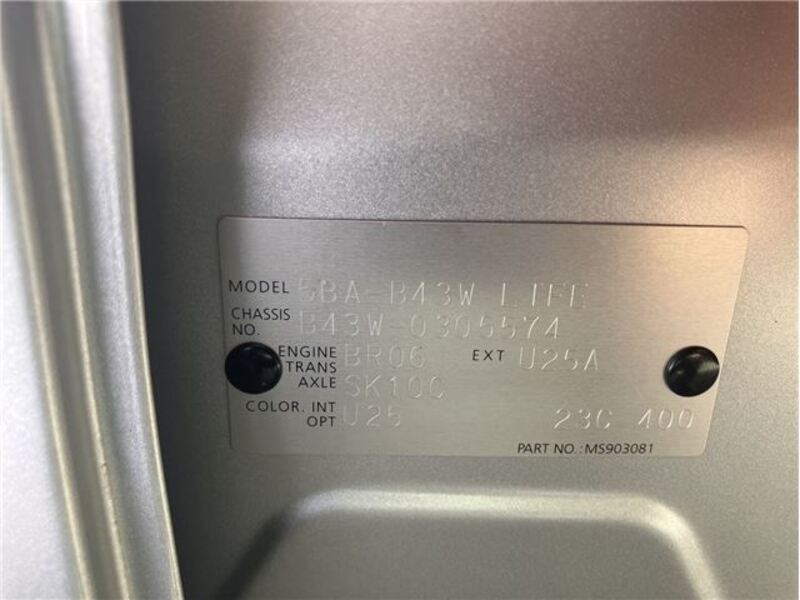 MODEL 5BA-B43W LIFE
CHASSIS NO. B43W-0305574
ENGINE BR06 EXT U25A
TRANS AXLE SK10C
COLOR. INT OPT U25 23C 400
PART NO.:MS903081